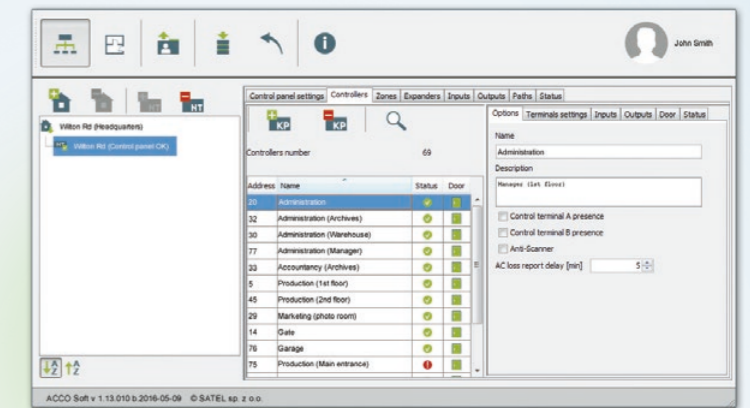 John Smith
NT
NT
Control panel settings Controllers Zones Expanders Inputs Outputs Paths Status
KP
KP
Options Terminals settings Inputs Outputs Door Status
Wilton Rd (Headquarters)
Wilton Rd (Control panel OK)
Controllers number 69
Name
Administration
Description
Manager (1st floor)
Address Name Status Door
20 Administration
32 Administration (Archives)
30 Administration (Warehouse)
77 Administration (Manager)
33 Accountancy (Archives)
5 Production (1st floor)
45 Production (2nd floor)
29 Marketing (photo room)
14 Gate
76 Garage
75 Production (Main entrance)
Control terminal A presence
Control terminal B presence
Anti-Scanner
AC loss report delay [min] 5
A
Z
A
Z
ACCO Soft v 1.13.010 b.2016-05-09 © SATEL sp. z o.o.